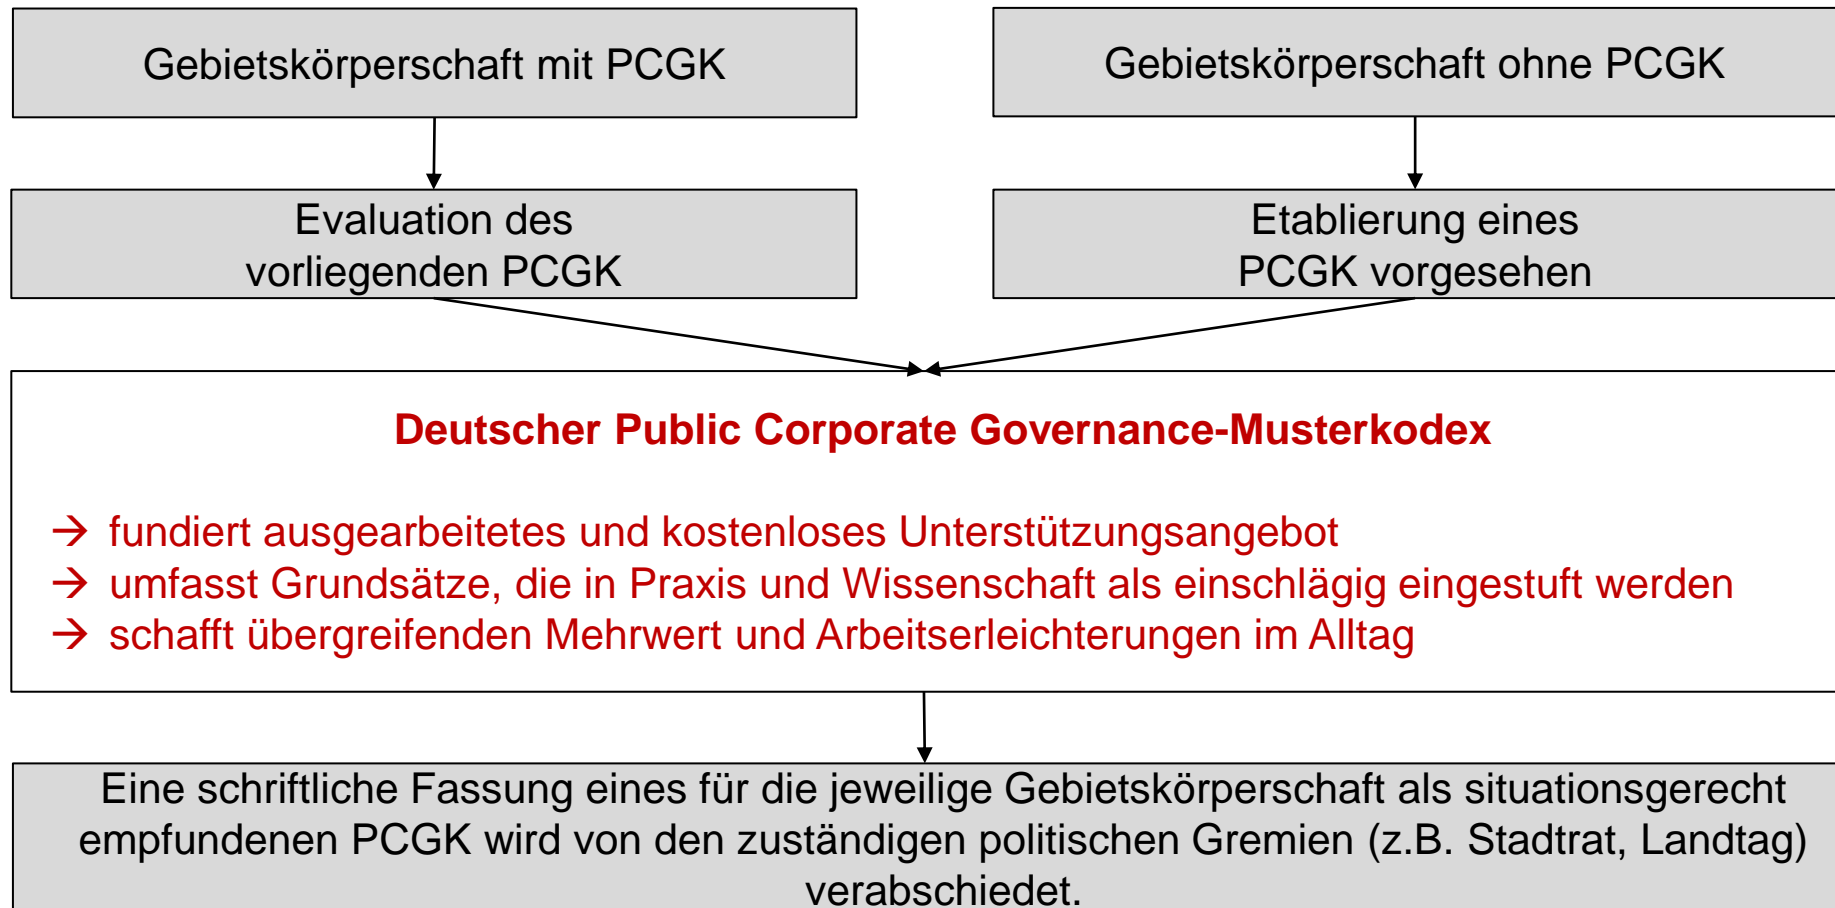 Gebietskörperschaft mit PCGK
Gebietskörperschaft ohne PCGK
Evaluation des
vorliegenden PCGK
Etablierung eines
PCGK vorgesehen
Deutscher Public Corporate Governance-Musterkodex
→ fundiert ausgearbeitetes und kostenloses Unterstützungsangebot
→ umfasst Grundsätze, die in Praxis und Wissenschaft als einschlägig eingestuft werden
→ schafft übergreifenden Mehrwert und Arbeitserleichterungen im Alltag
Eine schriftliche Fassung eines für die jeweilige Gebietskörperschaft als situationsgerecht
empfundenen PCGK wird von den zuständigen politischen Gremien (z.B. Stadtrat, Landtag)
verabschiedet.